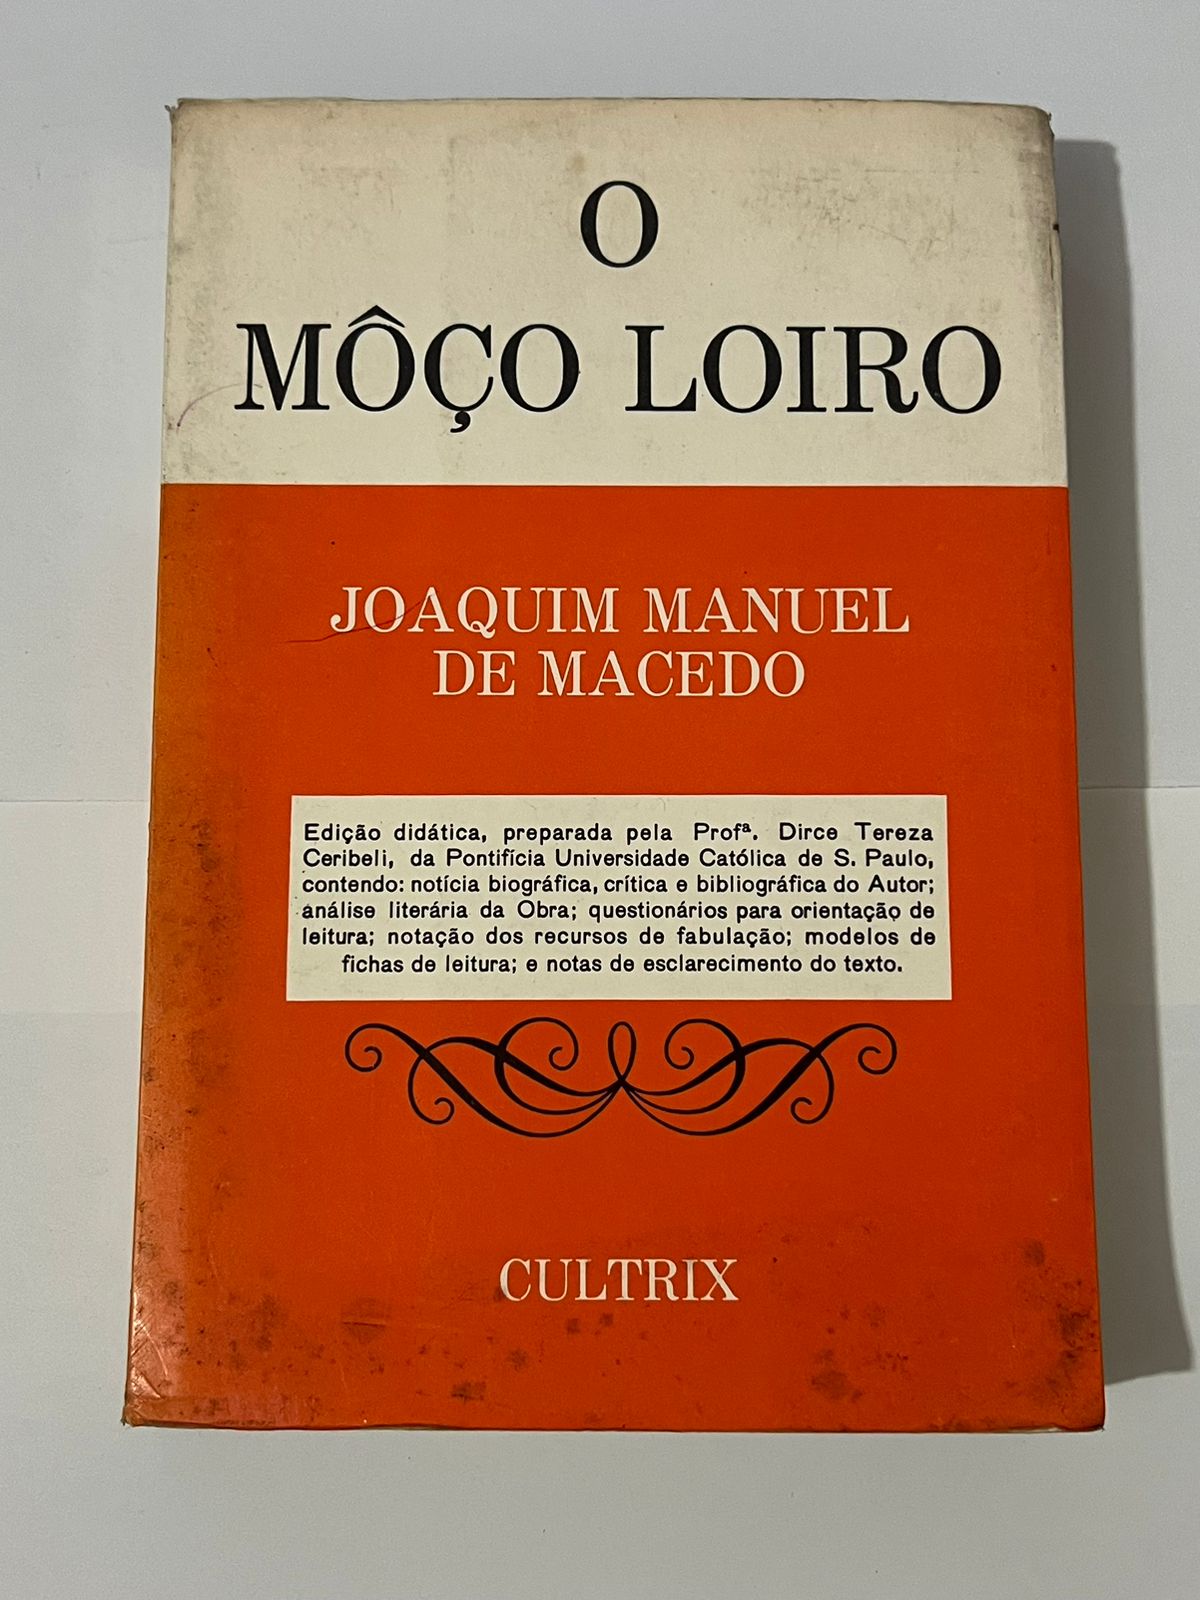 O
MÔÇO LOIRO
JOAQUIM MANUEL
DE MACEDO
Edição didática, preparada pela Profª. Dirce Tereza
Ceribeli, da Pontifícia Universidade Católica de S. Paulo,
contendo: notícia biográfica, crítica e bibliográfica do Autor;
análise literária da Obra; questionários para orientação de
leitura; notação dos recursos de fabulação; modelos de
fichas de leitura; e notas de esclarecimento do texto.
CULTRIX